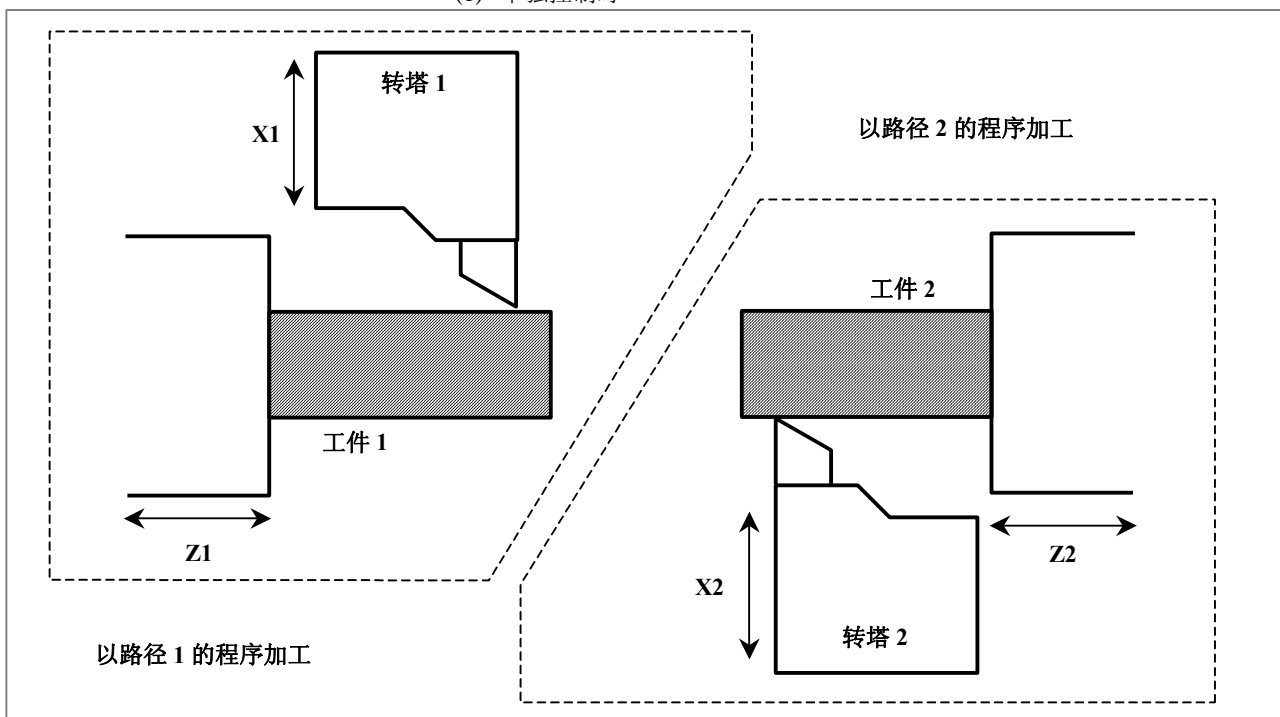 转塔 1
X1
以路径 2 的程序加工
工件 2
工件 1
Z1
Z2
X2
转塔 2
以路径 1 的程序加工